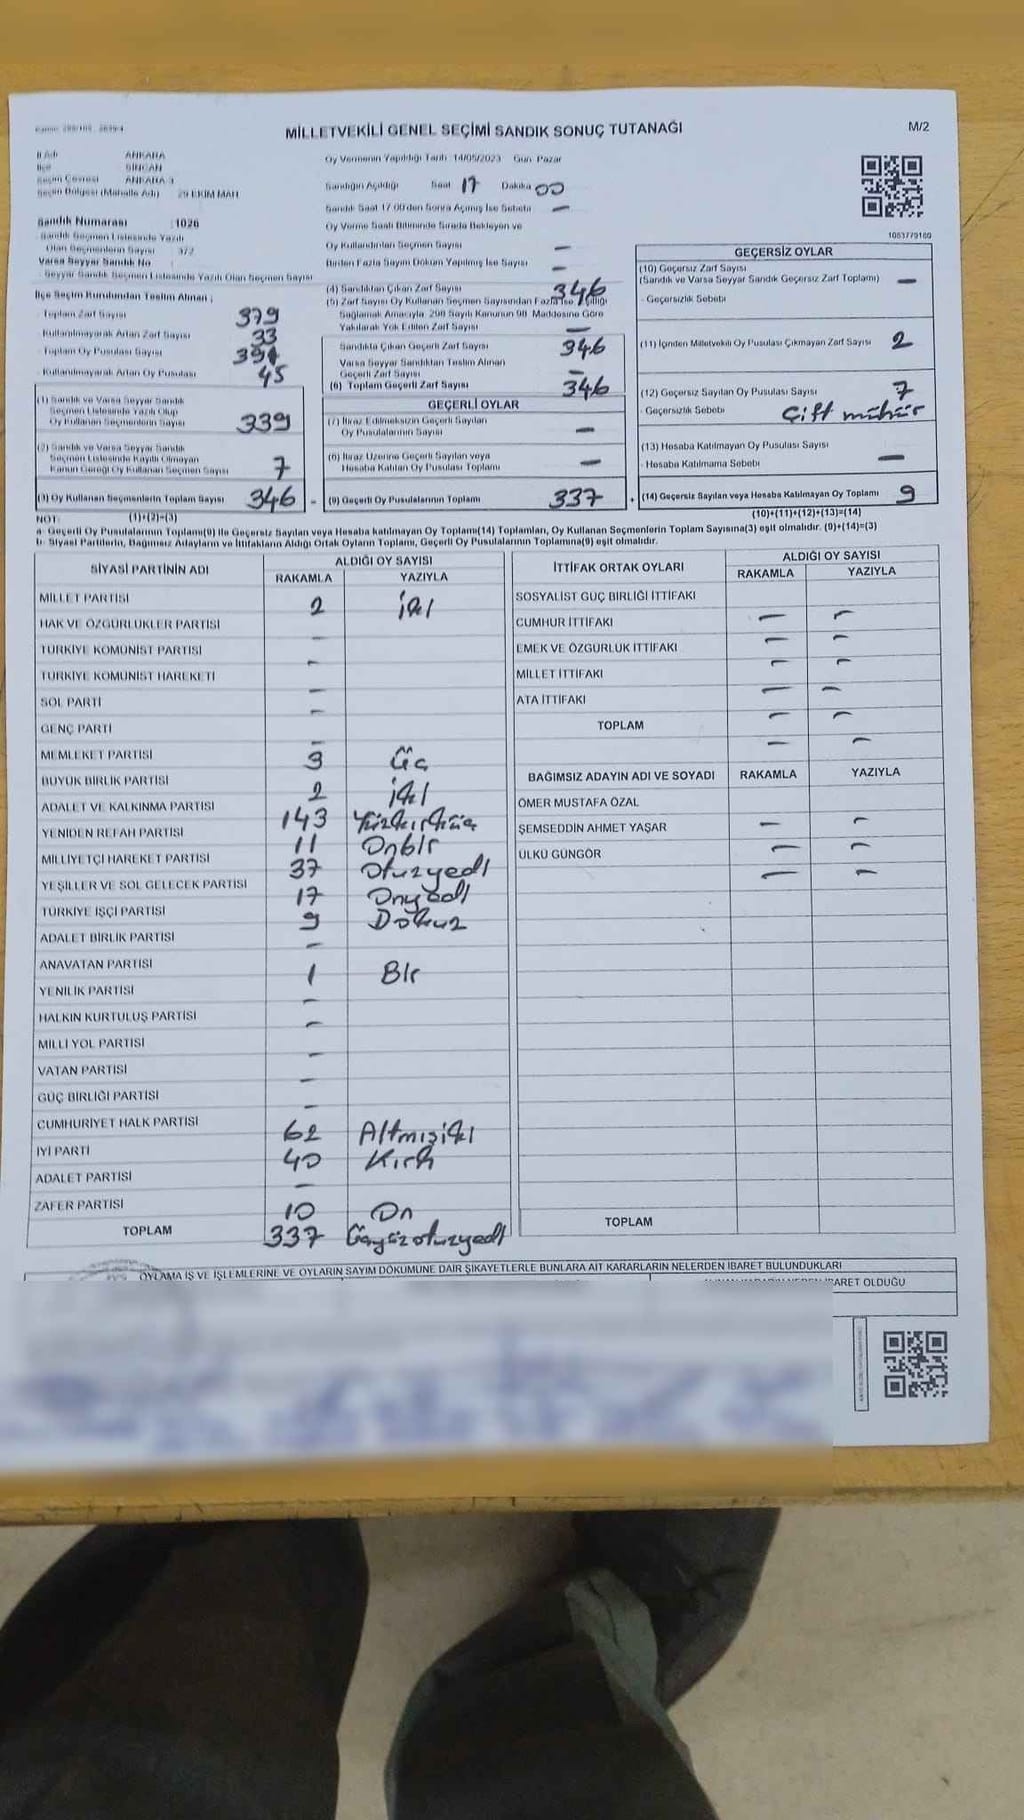 MİLLETVEKİLİ GENEL SEÇİMİ SANDIK SONUÇ TUTANAĞI
M/2
İl Adı ANKARA
İlçe SİNCAN
Seçim Çevresi ANKARA 3
Seçim Bölgesi (Mahalle Adı) 29 EKİM MAH
Oy Vermenin Yapıldığı Tarih : 14/05/2023 Gün Pazar
Sandığın Açıldığı Saat 17 Dakika 00
Sandık Saat 17:00'den Sonra Açılmış İse Sebebi —
Oy Verme Saati Bitiminde Sırada Bekleyen ve
Oy Kullandırılan Seçmen Sayısı —
Birden Fazla Sayım Döküm Yapılmış İse Sayısı —
1053779160
Sandık Numarası : 1026
Sandık Seçmen Listesinde Yazılı
Olan Seçmenlerin Sayısı : 372
Varsa Seyyar Sandık No :
Seyyar Sandık Seçmen Listesinde Yazılı Olan Seçmen Sayısı
İlçe Seçim Kurulundan Teslim Alınan ;
Toplam Zarf Sayısı 379
Kullanılmayarak Artan Zarf Sayısı 33
Toplam Oy Pusulası Sayısı
Kullanılmayarak Artan Oy Pusulası 45
(1) Sandık ve Varsa Seyyar Sandık
Seçmen Listesinde Yazılı Olup
Oy Kullanan Seçmenlerin Sayısı 339
(2) Sandık ve Varsa Seyyar Sandık
Seçmen Listesinde Kayıtlı Olmayan
Kanun Gereği Oy Kullanan Seçmen Sayısı 7
(3) Oy Kullanan Seçmenlerin Toplam Sayısı 346
(1)+(2)=(3)
(4) Sandıktan Çıkan Zarf Sayısı 346
(5) Zarf Sayısı Oy Kullanan Seçmen Sayısından Fazla ise, Eşitliği
Sağlamak Amacıyla 298 Sayılı Kanunun 98. Maddesine Göre
Yakılarak Yok Edilen Zarf Sayısı —
Sandıkta Çıkan Geçerli Zarf Sayısı 346
Varsa Seyyar Sandıktan Teslim Alınan
Geçerli Zarf Sayısı —
(6) Toplam Geçerli Zarf Sayısı 346
GEÇERLİ OYLAR
(7) İtiraz Edilmeksizin Geçerli Sayılan
Oy Pusulalarının Sayısı —
(8) İtiraz Üzerine Geçerli Sayılan veya
Hesaba Katılan Oy Pusulası Toplamı —
(9) Geçerli Oy Pusulalarının Toplamı 337
GEÇERSİZ OYLAR
(10) Geçersiz Zarf Sayısı
(Sandık ve Varsa Seyyar Sandık Geçersiz Zarf Toplamı) —
Geçersizlik Sebebi
(11) İçinden Milletvekili Oy Pusulası Çıkmayan Zarf Sayısı 2
(12) Geçersiz Sayılan Oy Pusulası Sayısı 7
Geçersizlik Sebebi Çift mühür
(13) Hesaba Katılmayan Oy Pusulası Sayısı —
Hesaba Katılmama Sebebi
(14) Geçersiz Sayılan veya Hesaba Katılmayan Oy Toplamı 9
(10)+(11)+(12)+(13)=(14)
NOT:
a- Geçerli Oy Pusulalarının Toplamı(9) ile Geçersiz Sayılan veya Hesaba katılmayan Oy Toplamı(14) Toplamları, Oy Kullanan Seçmenlerin Toplam Sayısına(3) eşit olmalıdır. (9)+(14)=(3)
b- Siyasi Partilerin, Bağımsız Adayların ve İttifakların Aldığı Ortak Oyların Toplamı, Geçerli Oy Pusulalarının Toplamına(9) eşit olmalıdır.
SİYASİ PARTİNİN ADI ALDIĞI OY SAYISI
RAKAMLA YAZIYLA
MİLLET PARTİSİ 2 iki
HAK VE ÖZGÜRLÜKLER PARTİSİ —
TÜRKİYE KOMÜNİST PARTİSİ —
TÜRKİYE KOMÜNİST HAREKETİ —
SOL PARTİ —
GENÇ PARTİ —
MEMLEKET PARTİSİ 3 Üç
BÜYÜK BİRLİK PARTİSİ 2 iki
ADALET VE KALKINMA PARTİSİ 143 Yüzkırküç
YENİDEN REFAH PARTİSİ 11 Onbir
MİLLİYETÇİ HAREKET PARTİSİ 37 Otuzyedi
YEŞİLLER VE SOL GELECEK PARTİSİ 17 Onyedi
TÜRKİYE İŞÇİ PARTİSİ 9 Dokuz
ADALET BİRLİK PARTİSİ —
ANAVATAN PARTİSİ 1 Bir
YENİLİK PARTİSİ —
HALKIN KURTULUŞ PARTİSİ —
MİLLİ YOL PARTİSİ —
VATAN PARTİSİ —
GÜÇ BİRLİĞİ PARTİSİ —
CUMHURİYET HALK PARTİSİ 62 Altmışiki
İYİ PARTİ 40 Kırk
ADALET PARTİSİ —
ZAFER PARTİSİ 10 On
TOPLAM 337 Üçyüzotuzyedi
İTTİFAK ORTAK OYLARI ALDIĞI OY SAYISI
RAKAMLA YAZIYLA
SOSYALİST GÜÇ BİRLİĞİ İTTİFAKI — —
CUMHUR İTTİFAKI — —
EMEK VE ÖZGÜRLÜK İTTİFAKI — —
MİLLET İTTİFAKI — —
ATA İTTİFAKI — —
TOPLAM — —
BAĞIMSIZ ADAYIN ADI VE SOYADI RAKAMLA YAZIYLA
ÖMER MUSTAFA ÖZAL — —
ŞEMSEDDİN AHMET YAŞAR — —
ÜLKÜ GÜNGÖR — —
TOPLAM
OYLAMA İŞ VE İŞLEMLERİNE VE OYLARIN SAYIM DÖKÜMÜNE DAİR ŞİKAYETLERLE BUNLARA AİT KARARLARIN NELERDEN İBARET BULUNDUKLARI
İBARET OLDUĞU